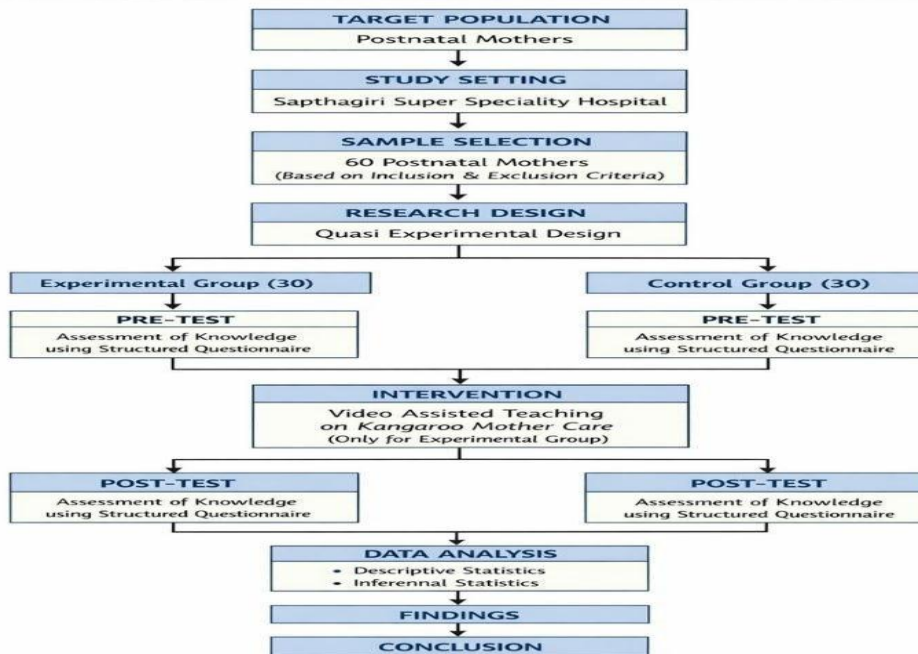 TARGET POPULATION
Postnatal Mothers
STUDY SETTING
Sapthagiri Super Speciality Hospital
SAMPLE SELECTION
60 Postnatal Mothers
(Based on Inclusion & Exclusion Criteria)
RESEARCH DESIGN
Quasi Experimental Design
Experimental Group (30)
Control Group (30)
PRE-TEST
Assessment of Knowledge
using Structured Questionnaire
PRE-TEST
Assessment of Knowledge
using Structured Questionnaire
INTERVENTION
Video Assisted Teaching
on Kangaroo Mother Care
(Only for Experimental Group)
POST-TEST
Assessment of Knowledge
using Structured Questionnaire
POST-TEST
Assessment of Knowledge
using Structured Questionnaire
DATA ANALYSIS
• Descriptive Statistics
• Inferennal Statistics
FINDINGS
CONCLUSION